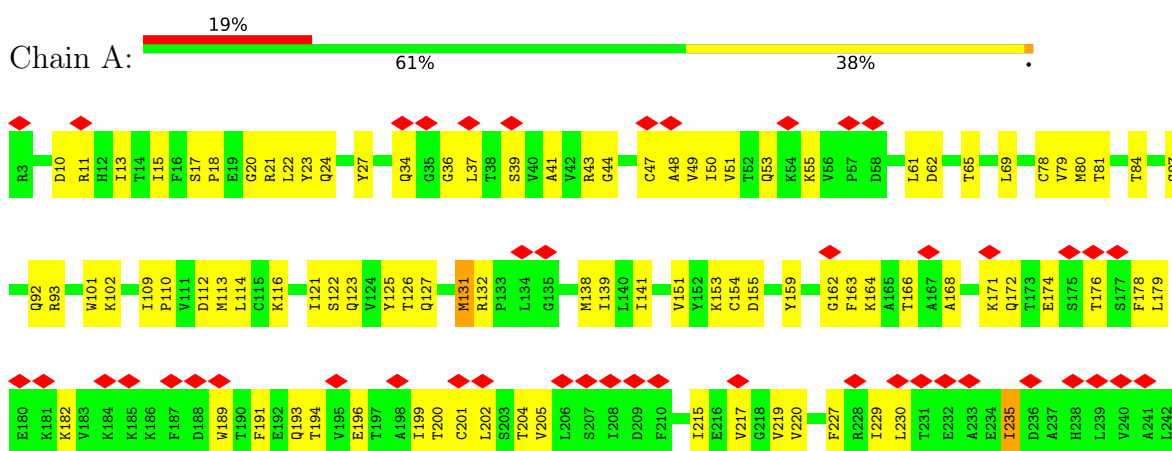 19%
Chain A:
61% 38%
R3 D10 R11 H12 I13 T14 I15 F16 S17 P18 E19 G20 R21 L22 Y23 Q24 Y27 Q34 G35 G36 L37 T38 S39 V40 A41 V42 R43 G44 C47 A48 V49 I50 V51 T52 Q53 K54 K55 V56 P57 D58 L61 D62 T65 L69 C78 V79 M80 T81 T84
Q92 R93 W101 K102 I109 P110 V111 D112 M113 L114 C115 K116 I121 S122 Q123 V124 Y125 T126 Q127 M131 R132 P133 L134 G135 M138 I139 L140 I141 V151 Y152 K153 C154 D155 Y159 G162 F163 K164 A165 T166 A167 A168 K171 Q172 T173 E174 S175 T176 S177 F178 L179
E180 K181 K182 V183 K184 K185 K186 F187 D188 W189 T190 F191 E192 Q193 T194 V195 E196 T197 A198 I199 T200 C201 L202 S203 T204 V205 L206 S207 I208 D209 F210 I215 E216 V217 G218 V219 V220 F227 R228 I229 L230 T231 E232 A233 E234 I235 D236 A237 H238 L239 V240 A241 L242